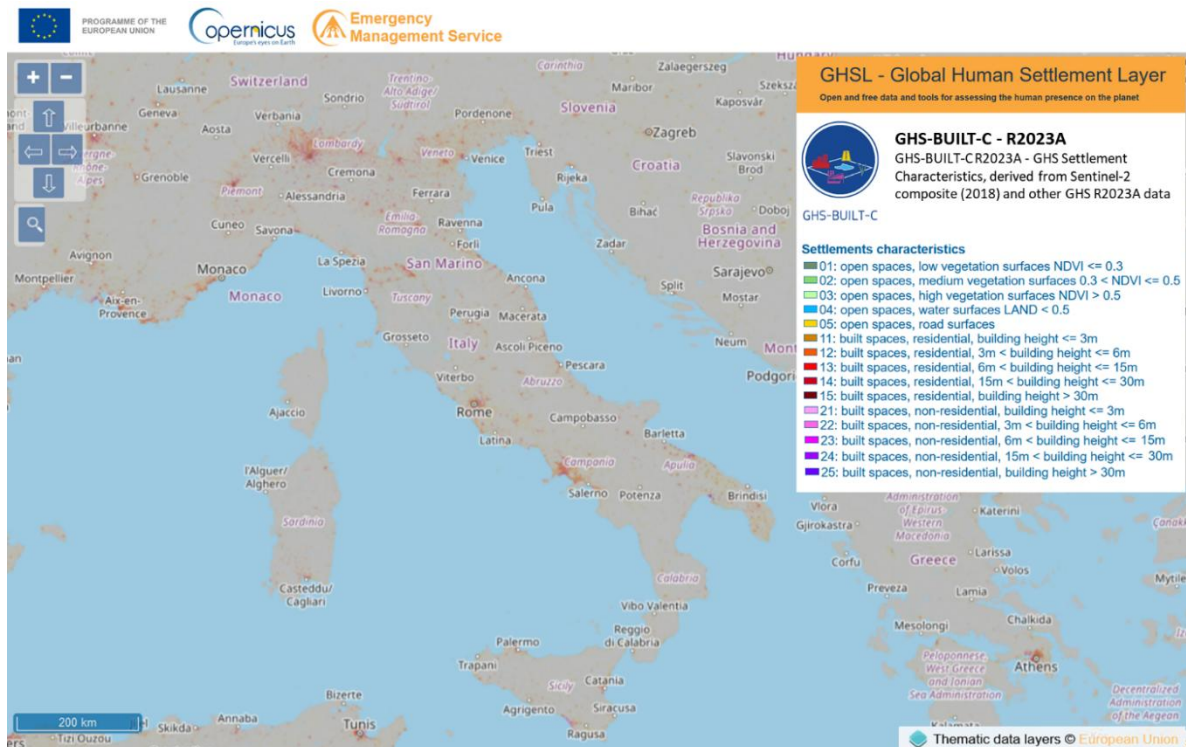 PROGRAMME OF THE
EUROPEAN UNION
opernicus
Europe's eyes on Earth
Emergency
Management Service
GHSL - Global Human Settlement Layer
Open and free data and tools for assessing the human presence on the planet
GHS-BUILT-C - R2023A
GHS-BUILT-C R2023A - GHS Settlement
Characteristics, derived from Sentinel-2
composite (2018) and other GHS R2023A data
GHS-BUILT-C
Settlements characteristics
01: open spaces, low vegetation surfaces NDVI <= 0.3
02: open spaces, medium vegetation surfaces 0.3 < NDVI <= 0.5
03: open spaces, high vegetation surfaces NDVI > 0.5
04: open spaces, water surfaces LAND < 0.5
05: open spaces, road surfaces
11: built spaces, residential, building height <= 3m
12: built spaces, residential, 3m < building height <= 6m
13: built spaces, residential, 6m < building height <= 15m
14: built spaces, residential, 15m < building height <= 30m
15: built spaces, residential, building height > 30m
21: built spaces, non-residential, building height <= 3m
22: built spaces, non-residential, 3m < building height <= 6m
23: built spaces, non-residential, 6m < building height <= 15m
24: built spaces, non-residential, 15m < building height <= 30m
25: built spaces, non-residential, building height > 30m
Carinthia
Zalaegerszeg
Hungary
Switzerland
Trentino-
Alto Adige/
Südtirol
Maribor
Lausanne
Sondrio
Slovenia
Kaposvár
Geneva
Verbania
Pordenone
Villeurbanne
Aosta
Lombardy
Zagreb
Vercelli
Veneto
Venice
Triest
Croatia
Slavonski
Brod
Grenoble
Cremona
Rijeka
Piemont
Alessandria
Ferrara
Pula
Bihać
Republika
Srpska
Doboj
Cuneo
Savona
Emilia
Romagna
Ravenna
Forlì
Bosnia and
Herzegovina
Avignon
La Spezia
San Marino
Zadar
Montpellier
Monaco
Sarajevo
Aix-en-
Provence
Monaco
Livorno
Ancona
Split
Mostar
Tuscany
Perugia
Macerata
Grosseto
Italy
Ascoli Piceno
Neum
Pescara
Viterbo
Abruzzo
Podgori
Ajaccio
Rome
Campobasso
Latina
Barletta
Campania
Apulia
l'Alguer/
Alghero
Salerno
Potenza
Brindisi
Vlora
Administration
of Epirus-
Western
Macedonia
Katerini
Sardinia
Gjirokastra
Larissa
Corfu
Greece
Volos
Calabria
Casteddu/
Cagliari
Preveza
Lamia
Vibo Valentia
Mesolongi
Chalkida
Palermo
Reggio
di Calabria
Trapani
Peloponnese,
West Greece
and Ionian
Sea Administration
Athens
Sicily
Catania
Bizerte
Agrigento
Siracusa
Decentralized
Administration
of the Aegean
200 km
Skikda
Annaba
Tunis
Ragusa
Kalamata
Tizi Ouzou
Thematic data layers © European Union